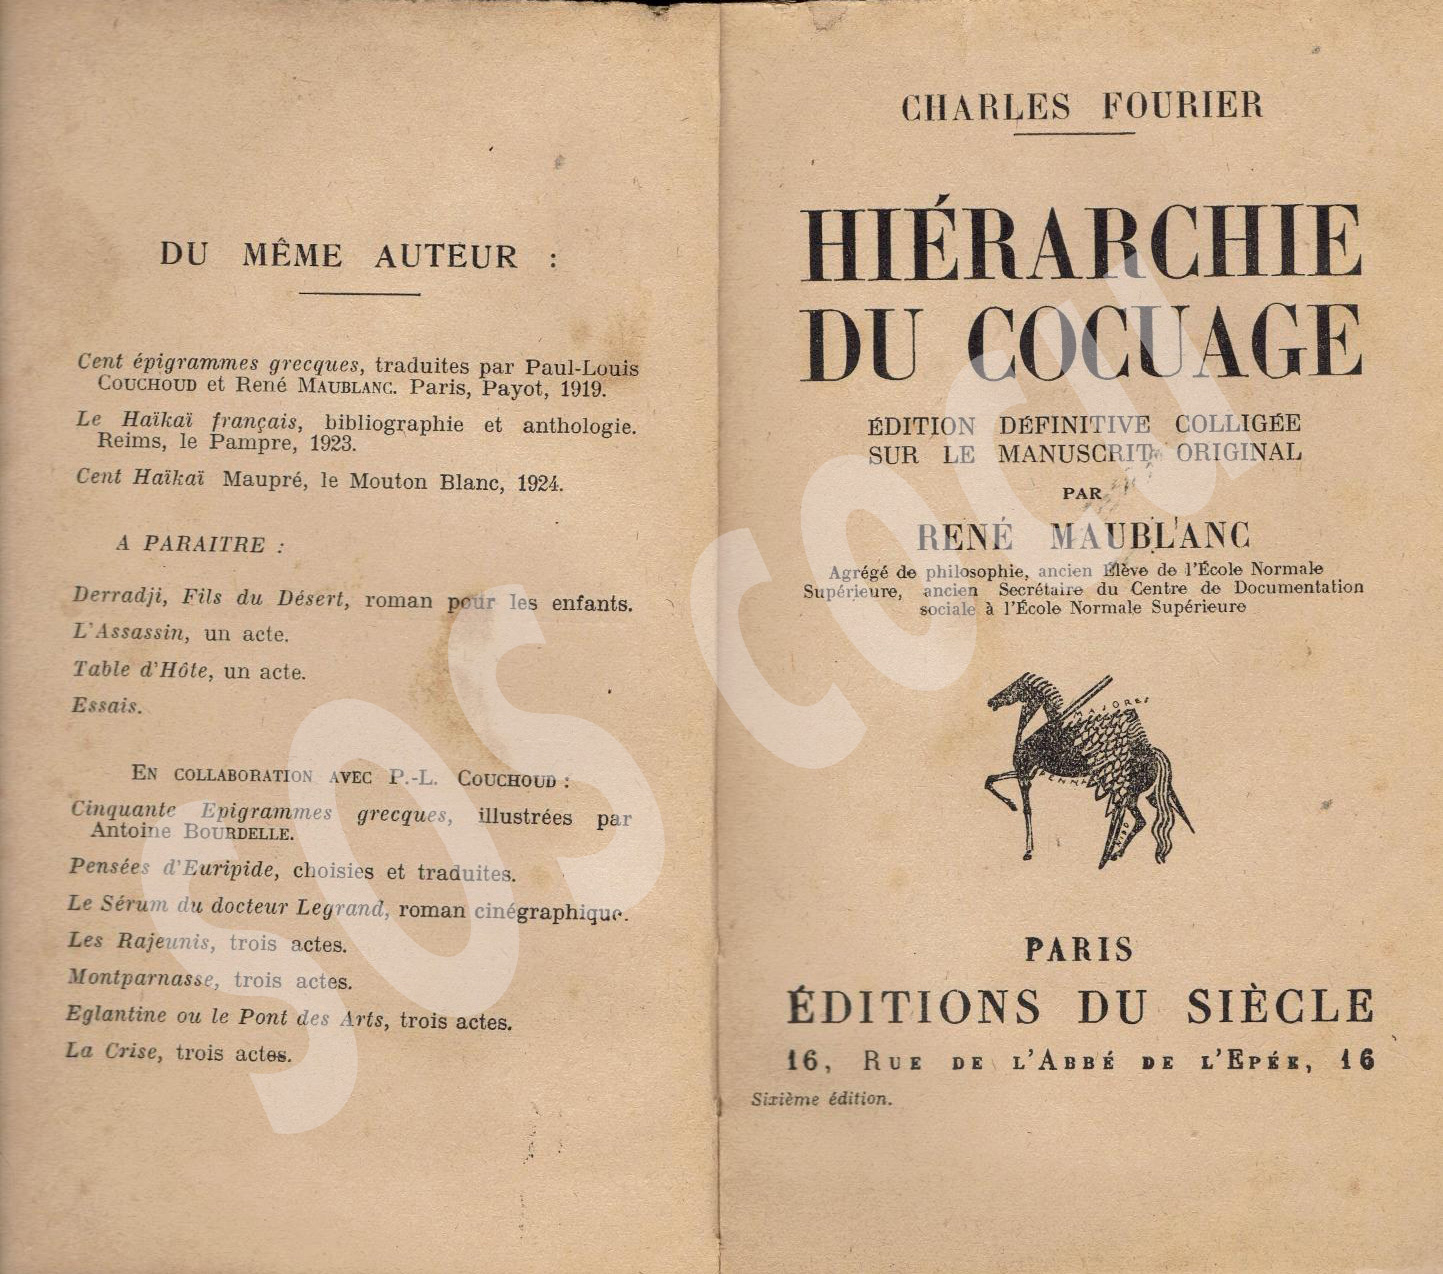 DU MÊME AUTEUR :
Cent épigrammes grecques, traduites par Paul-Louis
COUCHOUD et René MAUBLANC. Paris, Payot, 1919.
Le Haïkaï français, bibliographie et anthologie.
Reims, le Pampre, 1923.
Cent Haïkaï Maupré, le Mouton Blanc, 1924.
A PARAITRE :
Derradji, Fils du Désert, roman pour les enfants.
L'Assassin, un acte.
Table d'Hôte, un acte.
Essais.
EN COLLABORATION AVEC P.-L. COUCHOUD :
Cinquante Epigrammes grecques, illustrées par
Antoine BOURDELLE.
Pensées d'Euripide, choisies et traduites.
Le Sérum du docteur Legrand, roman cinégraphique.
Les Rajeunis, trois actes.
Montparnasse, trois actes.
Eglantine ou le Pont des Arts, trois actes.
La Crise, trois actes.
CHARLES FOURIER
HIÉRARCHIE
DU COCUAGE
ÉDITION DÉFINITIVE COLLIGÉE
SUR LE MANUSCRIT ORIGINAL
PAR
RENÉ MAUBLANC
Agrégé de philosophie, ancien Élève de l'École Normale
Supérieure, ancien Secrétaire du Centre de Documentation
sociale à l'École Normale Supérieure
MAJORES
PENNAS
NIDO
PARIS
ÉDITIONS DU SIÈCLE
16, RUE DE L'ABBÉ DE L'EPÉE, 16
Sixième édition.
SOS cocu